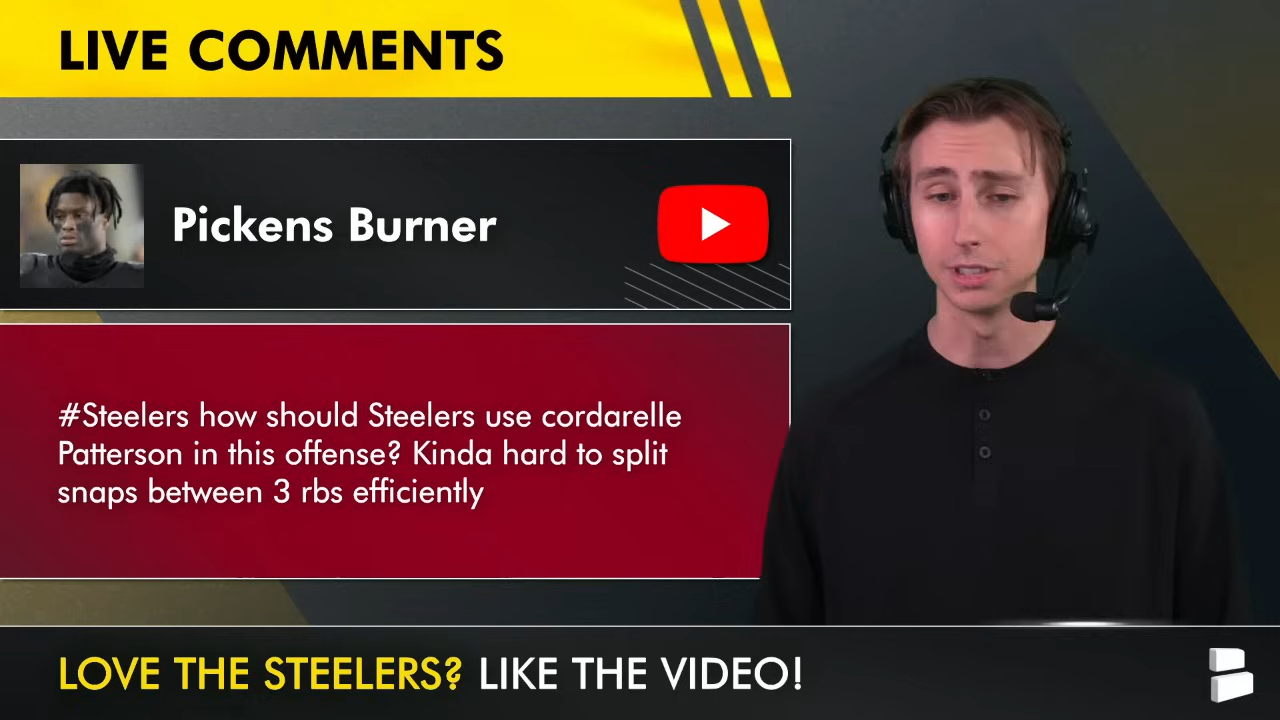 LIVE COMMENTS
Pickens Burner
#Steelers how should Steelers use cordarelle
Patterson in this offense? Kinda hard to split
snaps between 3 rbs efficiently
LOVE THE STEELERS? LIKE THE VIDEO!